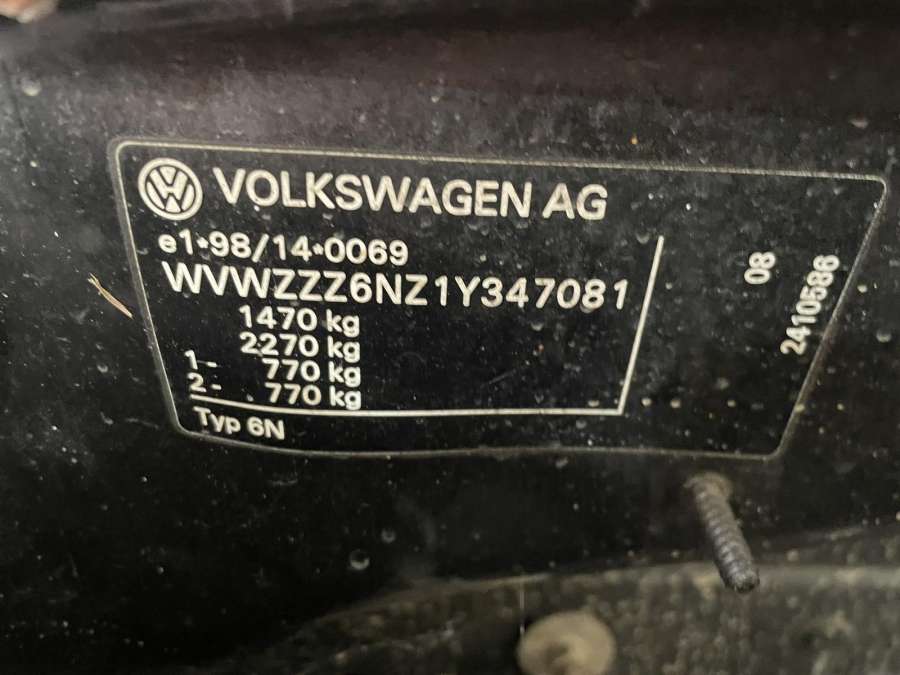 VOLKSWAGEN AG
e1*98/14*0069
WVWZZZ6NZ1Y347081
1470 kg
2270 kg
1- 770 kg
2- 770 kg
Typ 6N
08
2410586